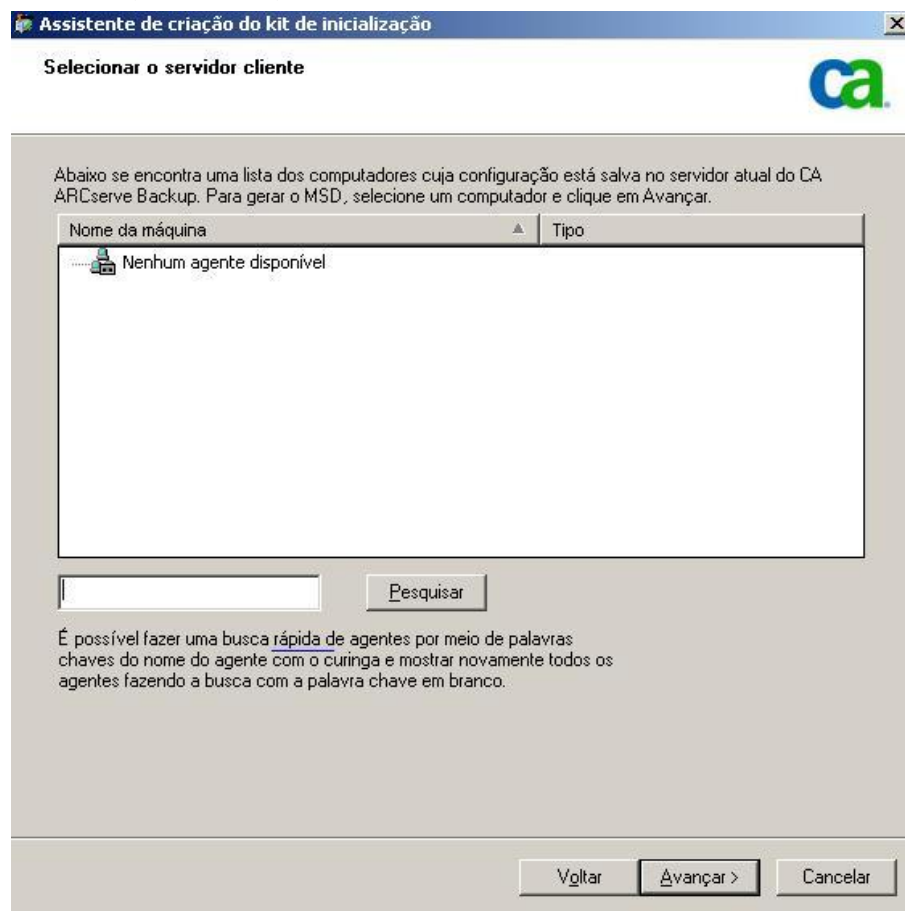 Assistente de criação do kit de inicialização
Selecionar o servidor cliente
ca
Abaixo se encontra uma lista dos computadores cuja configuração está salva no servidor atual do CA
ARCserve Backup. Para gerar o MSD, selecione um computador e clique em Avançar.
Nome da máquina Tipo
Nenhum agente disponível
Pesquisar
É possível fazer uma busca rápida de agentes por meio de palavras
chaves do nome do agente com o curinga e mostrar novamente todos os
agentes fazendo a busca com a palavra chave em branco.
Voltar Avançar > Cancelar